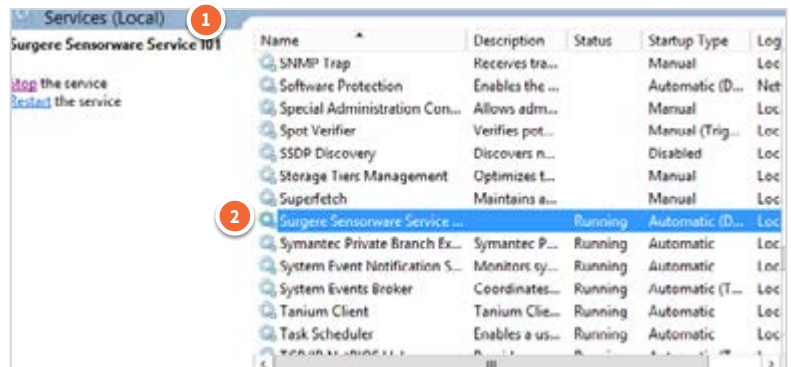 Services (Local)
1
Surgere Sensorware Service 101
Stop the service
Restart the service
Name Description Status Startup Type Log
SNMP Trap Receives tra... Manual Loc
Software Protection Enables the ... Automatic (D... Net
Special Administration Con... Allows adm... Manual Loc
Spot Verifier Verifies pot... Manual (Trig... Loc
SSDP Discovery Discovers n... Disabled Loc
Storage Tiers Management Optimizes t... Manual Loc
Superfetch Maintains a... Manual Loc
2
Surgere Sensorware Service ... Running Automatic (D... Loc
Symantec Private Branch Ex... Symantec P... Running Automatic Loc
System Event Notification S... Monitors sy... Running Automatic Loc
System Events Broker Coordinates... Running Automatic (T... Loc
Tanium Client Tanium Clie... Running Automatic Loc
Task Scheduler Enables a us... Running Automatic Loc